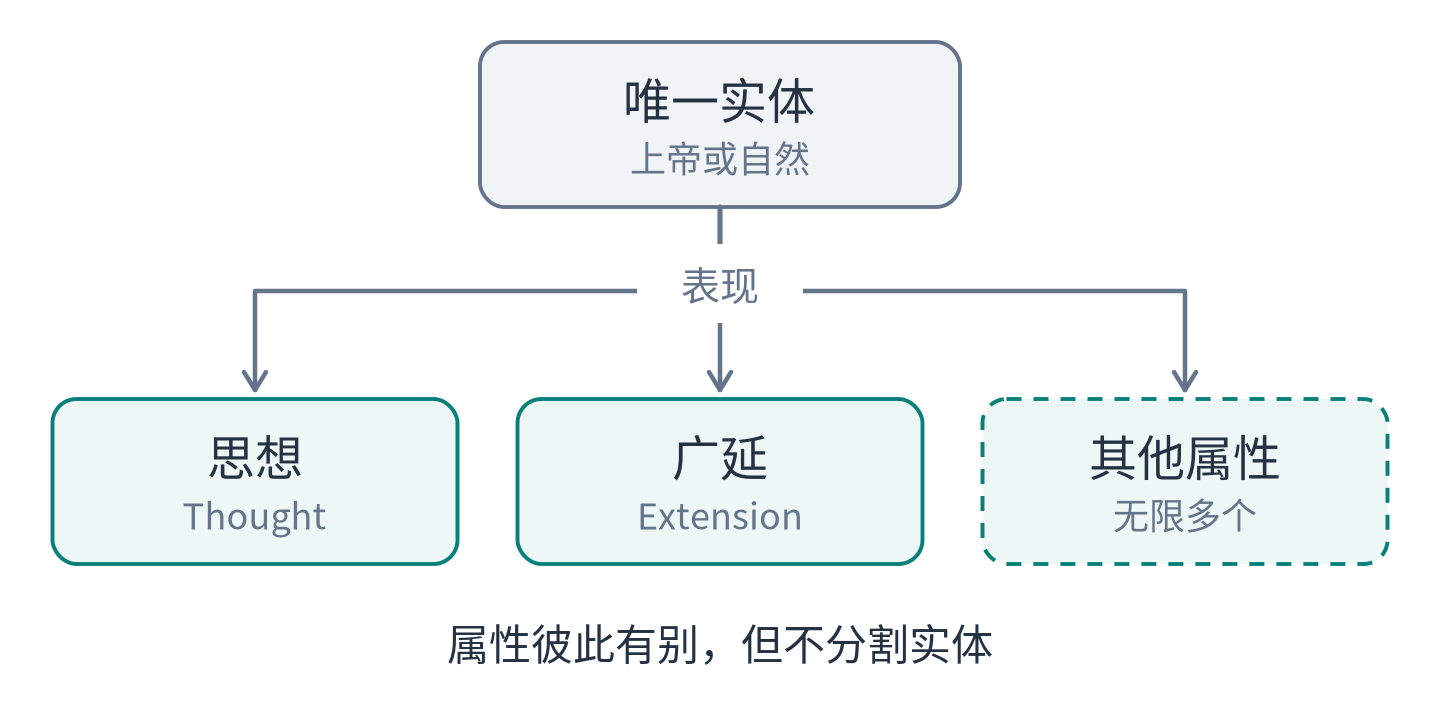 唯一实体
上帝或自然
表现
思想
Thought
广延
Extension
其他属性
无限多个
属性彼此有别，但不分割实体